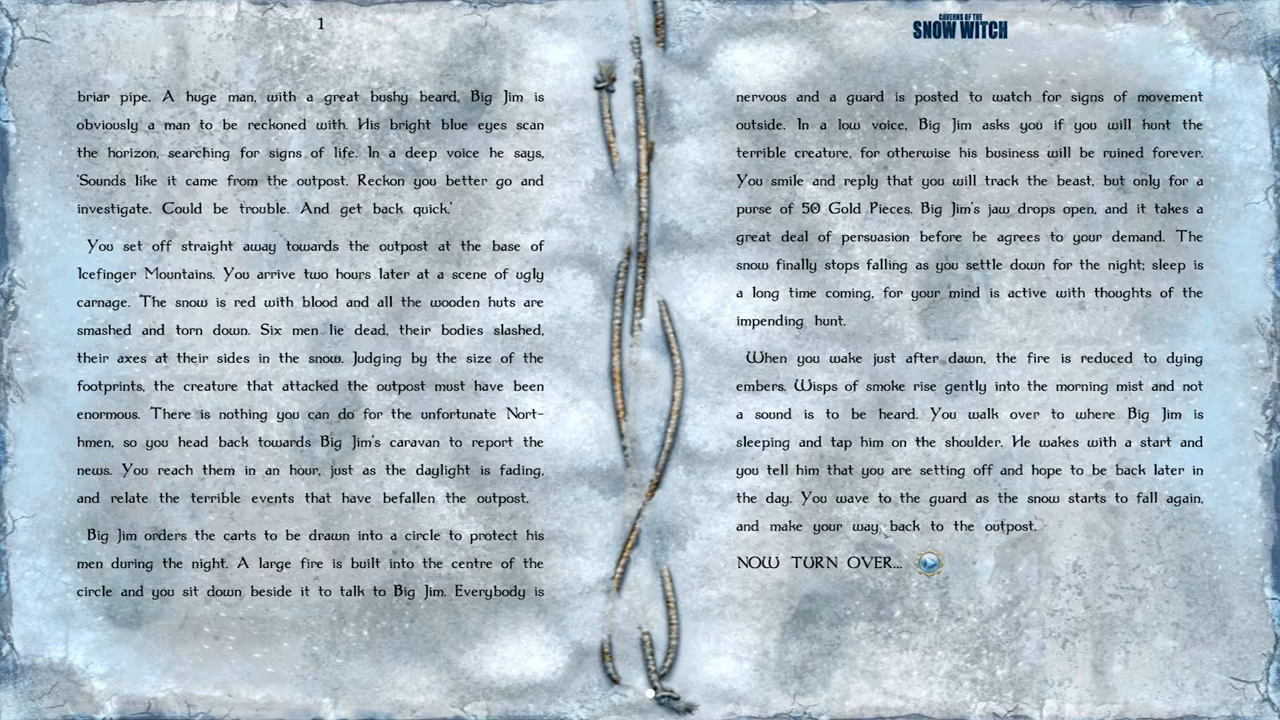 1
briar pipe. A huge man, with a great bushy beard, Big Jim is
obviously a man to be reckoned with. His bright blue eyes scan
the horizon, searching for signs of life. In a deep voice he says,
'Sounds like it came from the outpost. Reckon you better go and
investigate. Could be trouble. And get back quick.'
You set off straight away towards the outpost at the base of
Icefinger Mountains. You arrive two hours later at a scene of ugly
carnage. The snow is red with blood and all the wooden huts are
smashed and torn down. Six men lie dead, their bodies slashed,
their axes at their sides in the snow. Judging by the size of the
footprints, the creature that attacked the outpost must have been
enormous. There is nothing you can do for the unfortunate Nort-
hmen, so you head back towards Big Jim's caravan to report the
news. You reach them in an hour, just as the daylight is fading,
and relate the terrible events that have befallen the outpost.
Big Jim orders the carts to be drawn into a circle to protect his
men during the night. A large fire is built into the centre of the
circle and you sit down beside it to talk to Big Jim. Everybody is
CAVERNS OF THE
SNOW WITCH
nervous and a guard is posted to watch for signs of movement
outside. In a low voice, Big Jim asks you if you will hunt the
terrible creature, for otherwise his business will be ruined forever.
You smile and reply that you will track the beast, but only for a
purse of 50 Gold Pieces. Big Jim's jaw drops open, and it takes a
great deal of persuasion before he agrees to your demand. The
snow finally stops falling as you settle down for the night; sleep is
a long time coming, for your mind is active with thoughts of the
impending hunt.
When you wake just after dawn, the fire is reduced to dying
embers. Wisps of smoke rise gently into the morning mist and not
a sound is to be heard. You walk over to where Big Jim is
sleeping and tap him on the shoulder. He wakes with a start and
you tell him that you are setting off and hope to be back later in
the day. You wave to the guard as the snow starts to fall again,
and make your way back to the outpost.
NOW TURN OVER...